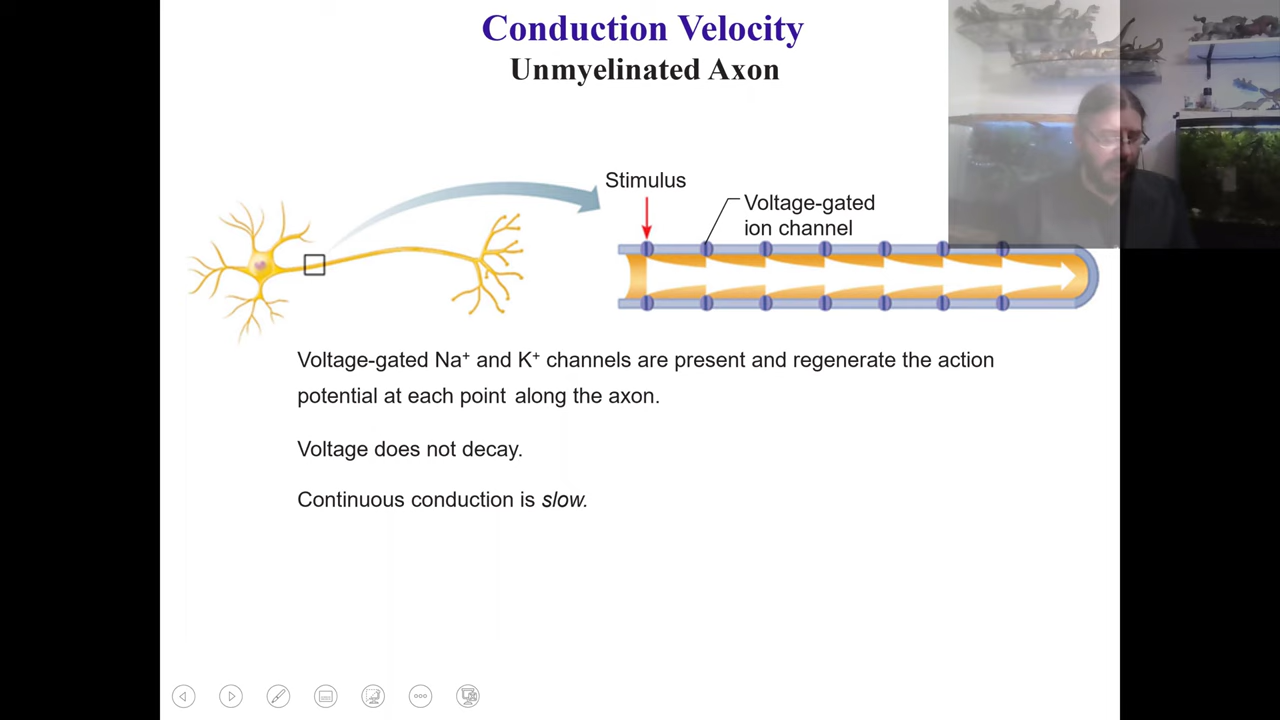 Conduction Velocity
Unmyelinated Axon
Stimulus
Voltage-gated
ion channel
Voltage-gated Na⁺ and K⁺ channels are present and regenerate the action
potential at each point along the axon.
Voltage does not decay.
Continuous conduction is slow.